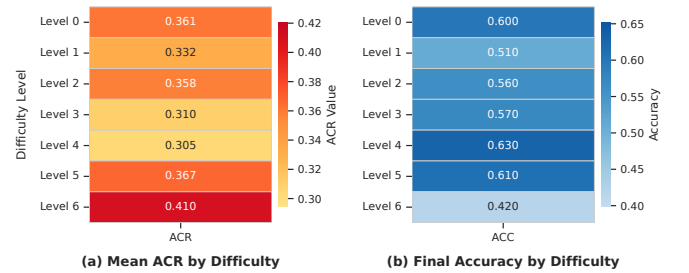 Difficulty Level
Level 0
Level 1
Level 2
Level 3
Level 4
Level 5
Level 6
0.361
0.332
0.358
0.310
0.305
0.367
0.410
ACR
0.42
0.40
0.38
0.36
0.34
0.32
0.30
ACR Value
(a) Mean ACR by Difficulty
Level 0
Level 1
Level 2
Level 3
Level 4
Level 5
Level 6
0.600
0.510
0.560
0.570
0.630
0.610
0.420
ACC
0.65
0.60
0.55
0.50
0.45
0.40
Accuracy
(b) Final Accuracy by Difficulty